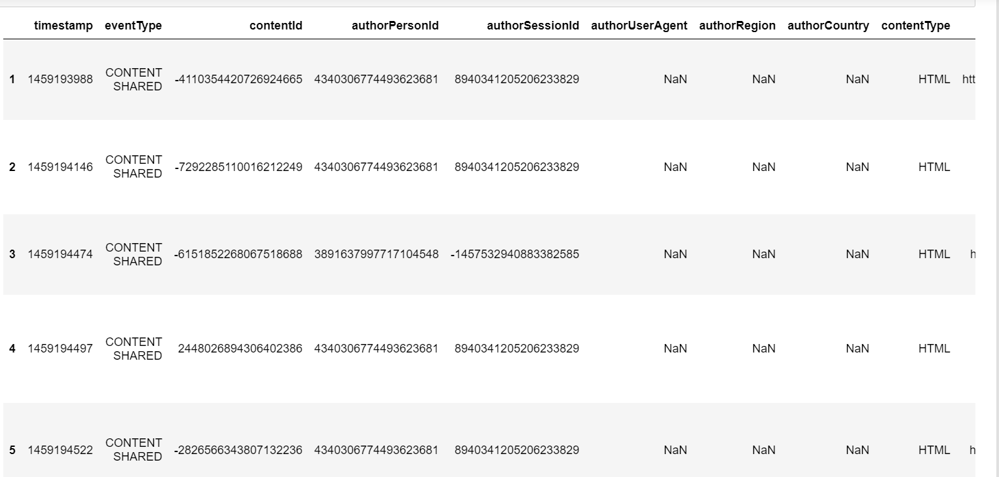 timestamp eventType contentId authorPersonId authorSessionId authorUserAgent authorRegion authorCountry contentType
1 1459193988 CONTENT SHARED -4110354420726924665 4340306774493623681 8940341205206233829 NaN NaN NaN HTML htt
2 1459194146 CONTENT SHARED -7292285110016212249 4340306774493623681 8940341205206233829 NaN NaN NaN HTML
3 1459194474 CONTENT SHARED -6151852268067518688 3891637997717104548 -1457532940883382585 NaN NaN NaN HTML h
4 1459194497 CONTENT SHARED 2448026894306402386 4340306774493623681 8940341205206233829 NaN NaN NaN HTML
5 1459194522 CONTENT SHARED -2826566343807132236 4340306774493623681 8940341205206233829 NaN NaN NaN HTML h